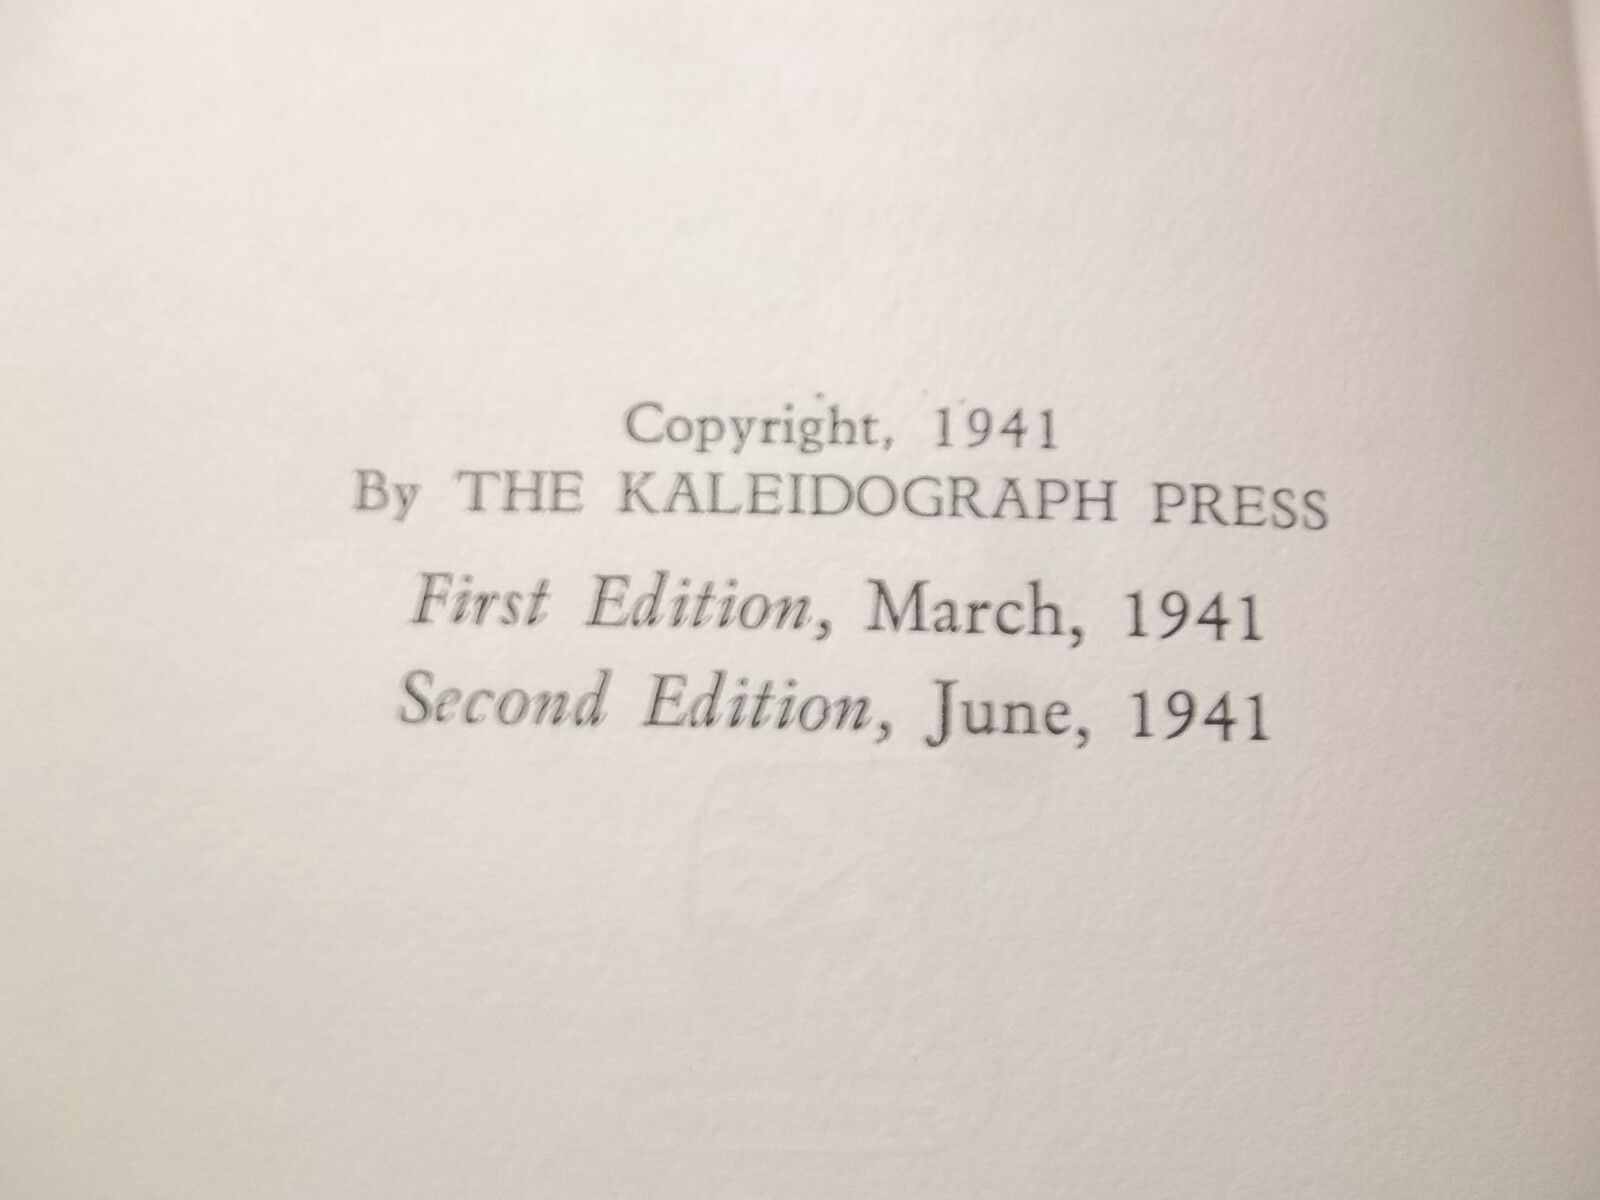 Copyright, 1941
By THE KALEIDOGRAPH PRESS
First Edition, March, 1941
Second Edition, June, 1941